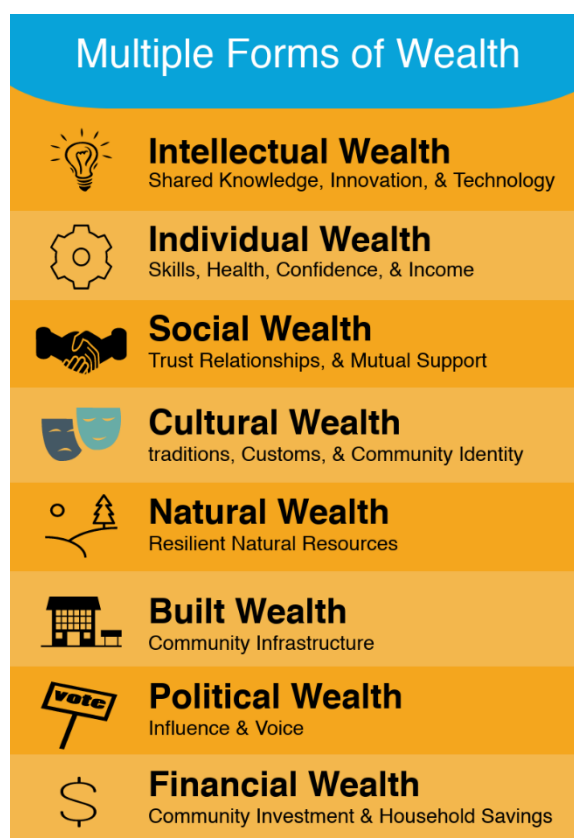 Multiple Forms of Wealth
Intellectual Wealth
Shared Knowledge, Innovation, & Technology
Individual Wealth
Skills, Health, Confidence, & Income
Social Wealth
Trust Relationships, & Mutual Support
Cultural Wealth
traditions, Customs, & Community Identity
Natural Wealth
Resilient Natural Resources
Built Wealth
Community Infrastructure
vote
Political Wealth
Influence & Voice
$
Financial Wealth
Community Investment & Household Savings